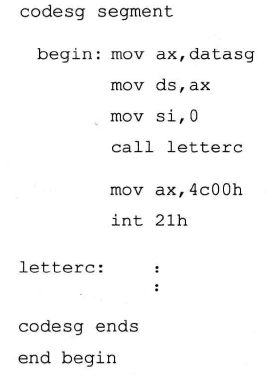 codesg segment
begin: mov ax,datasg
mov ds,ax
mov si,0
call letterc
mov ax,4c00h
int 21h
letterc: :
:
codesg ends
end begin